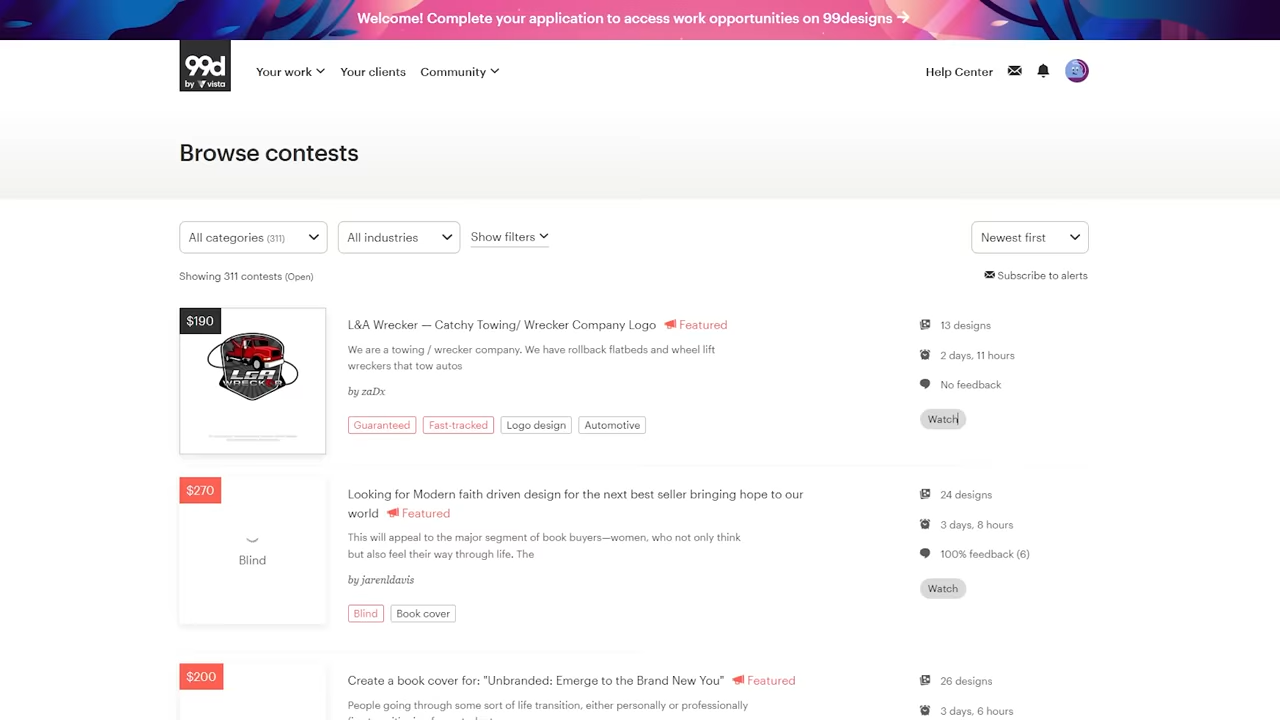 Welcome! Complete your application to access work opportunities on 99designs →
99d
by vista
Your work
Your clients
Community
Help Center
Browse contests
All categories (311)
All industries
Show filters
Newest first
Showing 311 contests (Open)
Subscribe to alerts
$190
L&A WRECKER
L&A Wrecker — Catchy Towing/ Wrecker Company Logo Featured
We are a towing / wrecker company. We have rollback flatbeds and wheel lift
wreckers that tow autos
by zaDx
Guaranteed
Fast-tracked
Logo design
Automotive
13 designs
2 days, 11 hours
No feedback
Watch
$270
Blind
Looking for Modern faith driven design for the next best seller bringing hope to our
world Featured
This will appeal to the major segment of book buyers—women, who not only think
but also feel their way through life. The
by jarenldavis
Blind
Book cover
24 designs
3 days, 8 hours
100% feedback (6)
Watch
$200
Create a book cover for: "Unbranded: Emerge to the Brand New You" Featured
People going through some sort of life transition, either personally or professionally
26 designs
3 days, 6 hours